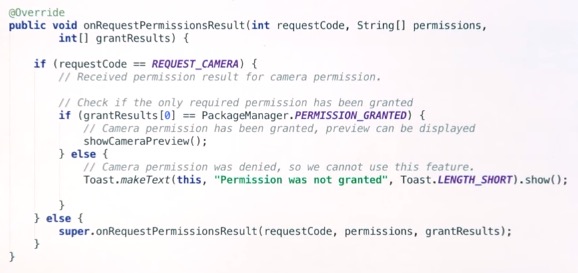 @Override
public void onRequestPermissionsResult(int requestCode, String[] permissions,
        int[] grantResults) {

    if (requestCode == REQUEST_CAMERA) {
        // Received permission result for camera permission.

        // Check if the only required permission has been granted
        if (grantResults[0] == PackageManager.PERMISSION_GRANTED) {
            // Camera permission has been granted, preview can be displayed
            showCameraPreview();
        } else {
            // Camera permission was denied, so we cannot use this feature.
            Toast.makeText(this, "Permission was not granted", Toast.LENGTH_SHORT).show();

        }
    } else {
        super.onRequestPermissionsResult(requestCode, permissions, grantResults);
    }
}